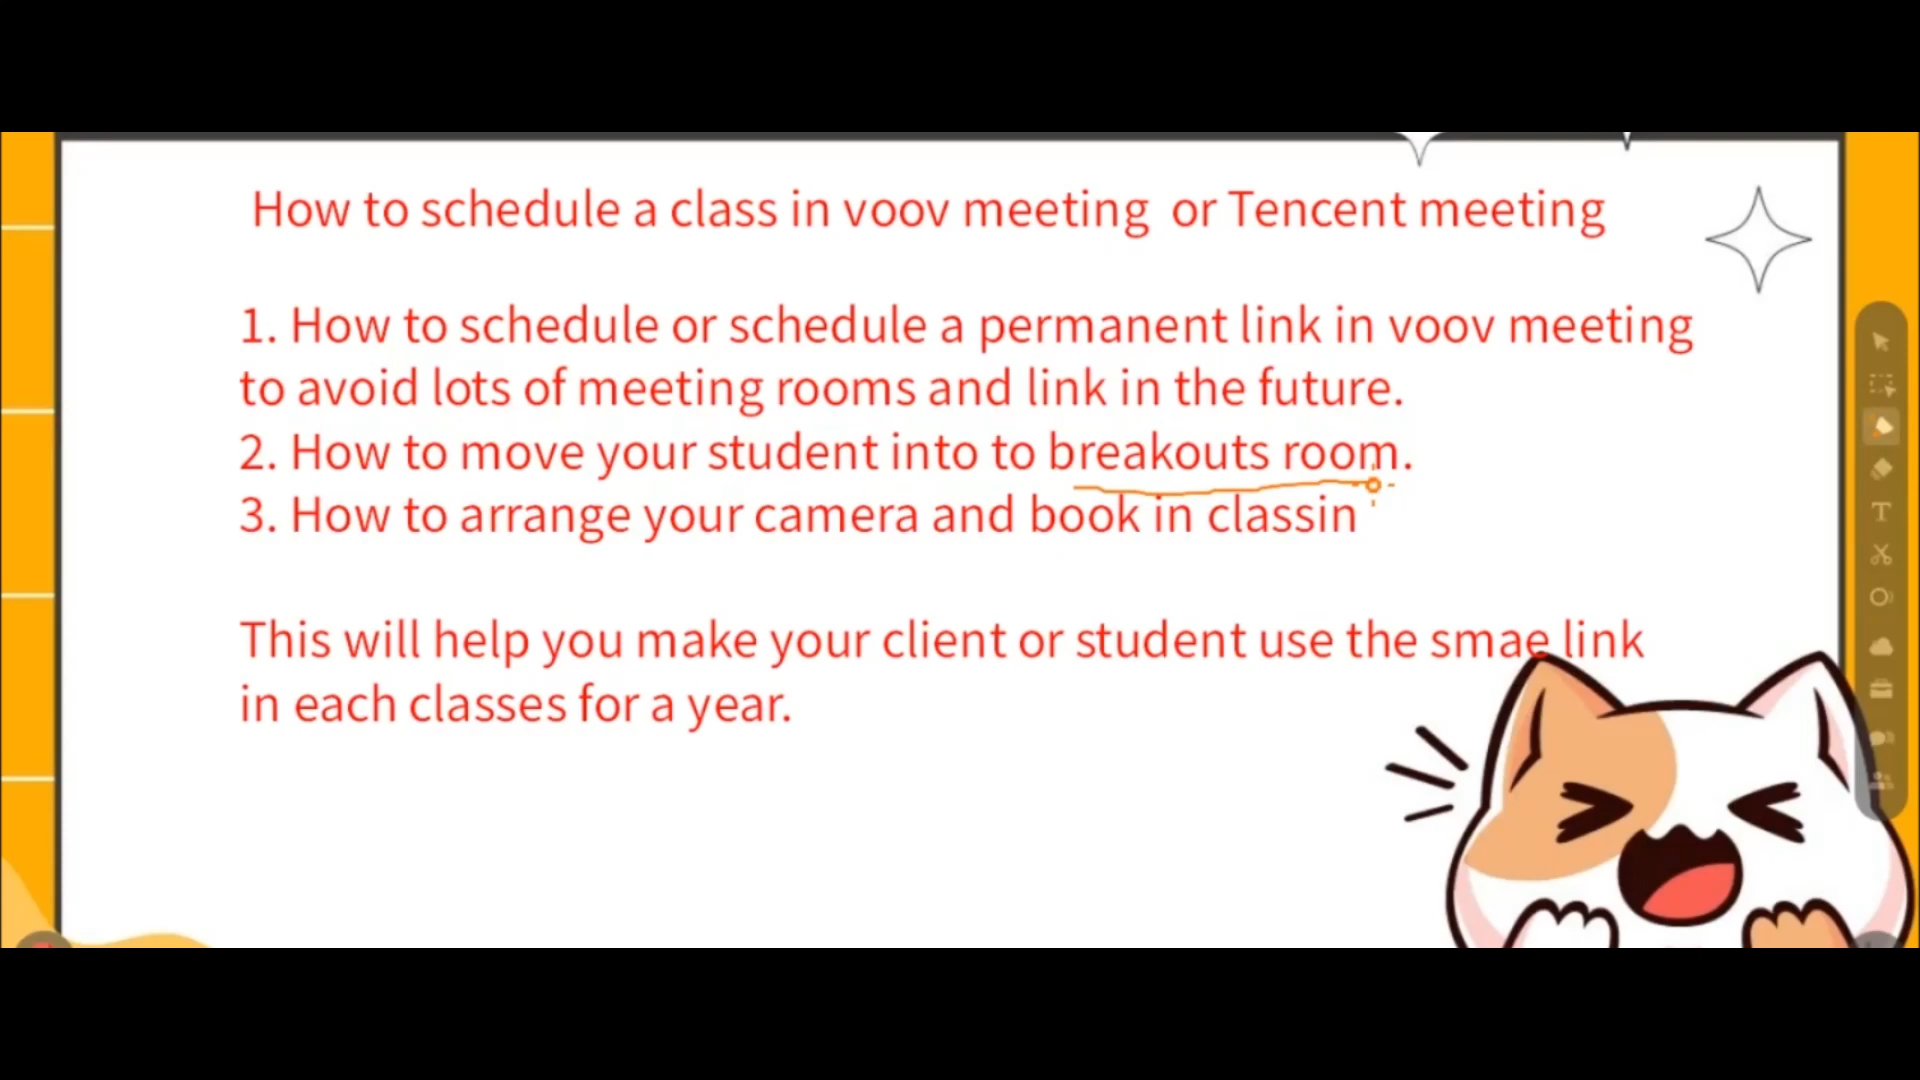 How to schedule a class in voov meeting or Tencent meeting
1. How to schedule or schedule a permanent link in voov meeting
to avoid lots of meeting rooms and link in the future.
2. How to move your student into to breakouts room.
3. How to arrange your camera and book in classin
This will help you make your client or student use the smae link
in each classes for a year.